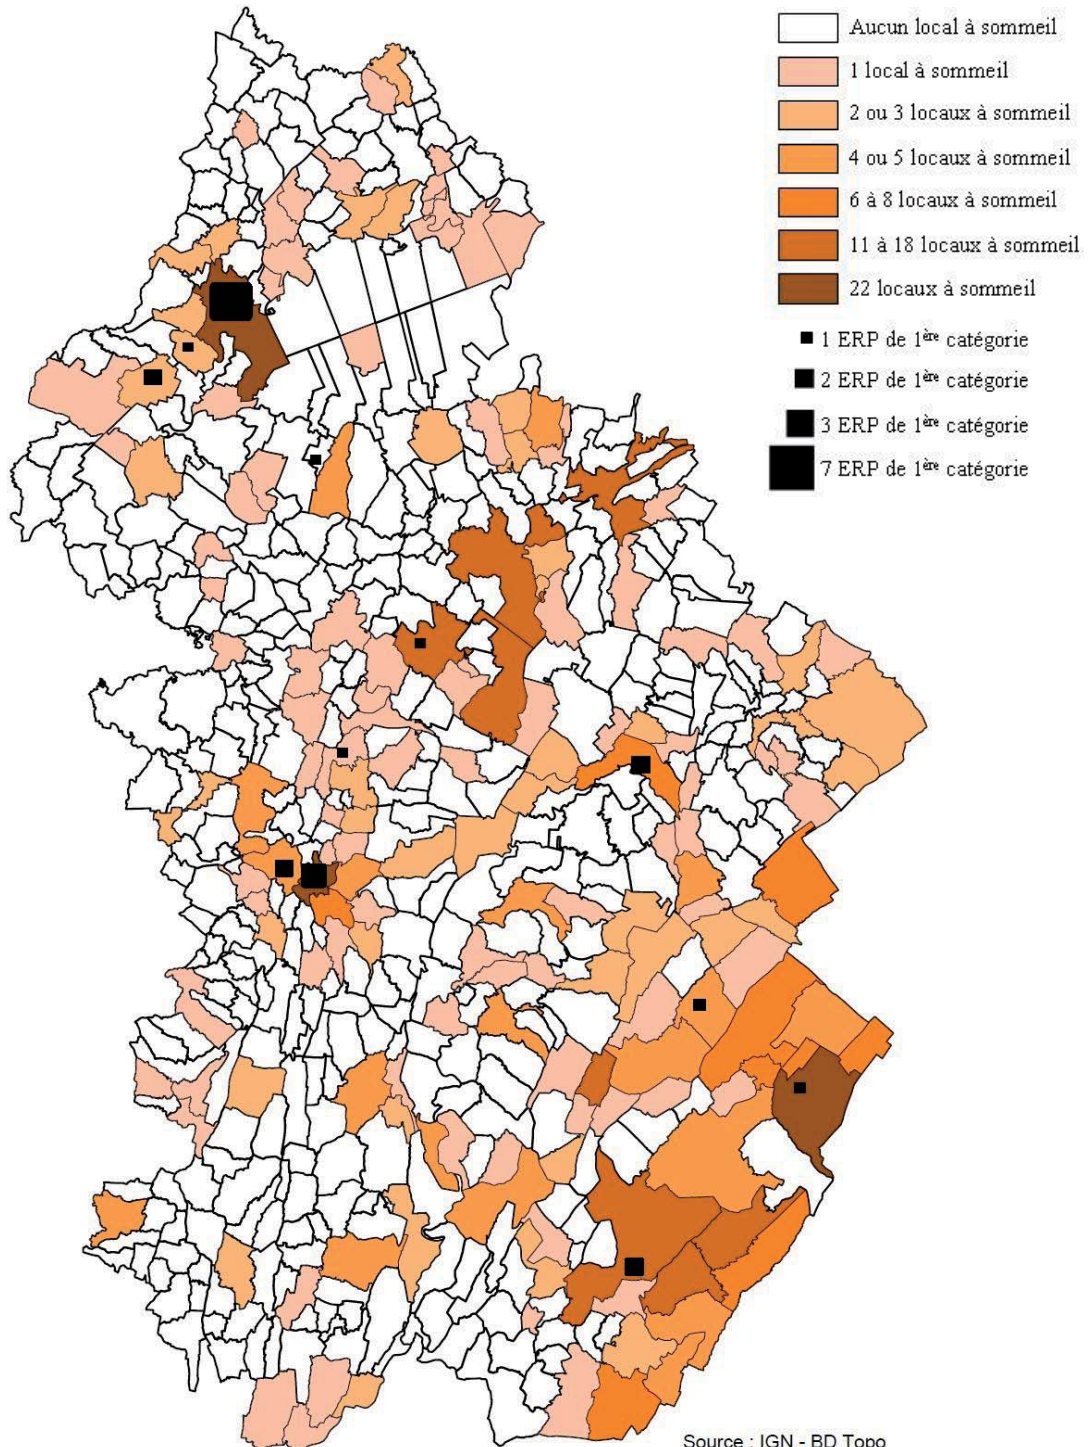 Aucun local à sommeil
1 local à sommeil
2 ou 3 locaux à sommeil
4 ou 5 locaux à sommeil
6 à 8 locaux à sommeil
11 à 18 locaux à sommeil
22 locaux à sommeil
1 ERP de 1ère catégorie
2 ERP de 1ère catégorie
3 ERP de 1ère catégorie
7 ERP de 1ère catégorie
Source : IGN - BD Topo